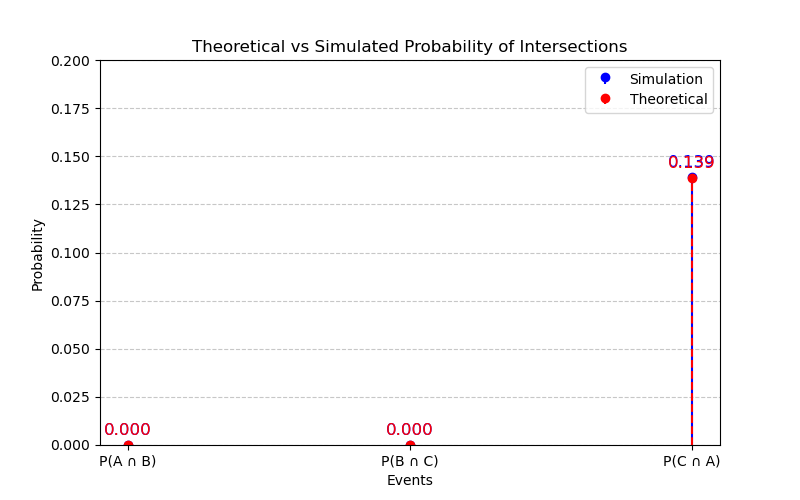 Theoretical vs Simulated Probability of Intersections
0.200
0.175
0.150
0.125
0.100
0.075
0.050
0.025
0.000
Probability
Simulation
Theoretical
0.000
0.000
0.139
P(A ∩ B)
P(B ∩ C)
P(C ∩ A)
Events